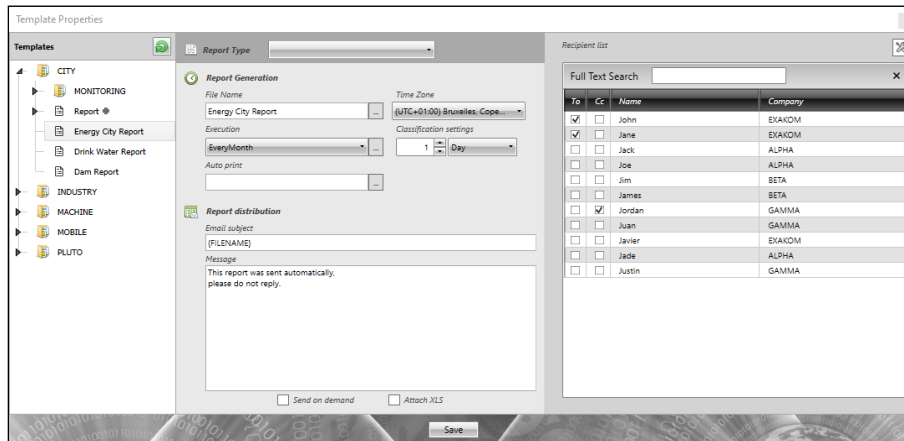 Template Properties
Templates
CITY
MONITORING
Report
Energy City Report
Drink Water Report
Dam Report
INDUSTRY
MACHINE
MOBILE
PLUTO
Report Type
Report Generation
File Name Time Zone
Energy City Report ... (UTC+01:00) Bruxelles, Cope...
Execution Classification settings
EveryMonth ... 1 Day
Auto print
...
Report distribution
Email subject
{FILENAME}
Message
This report was sent automatically.
please do not reply.
Send on demand Attach XLS
Save
Recipient list
Full Text Search
To Cc Name Company
John EXAKOM
Jane EXAKOM
Jack ALPHA
Joe ALPHA
Jim BETA
James BETA
Jordan GAMMA
Juan GAMMA
Javier EXAKOM
Jade ALPHA
Justin GAMMA